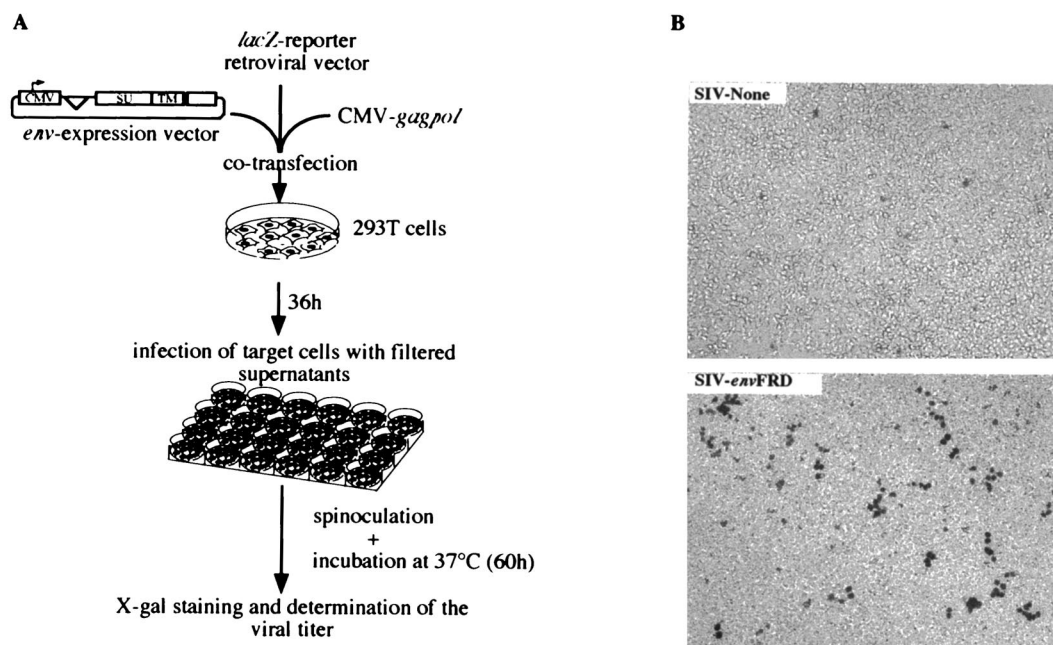 A
lacZ-reporter
retroviral vector
CMV
SU
TM
env-expression vector
CMV-gagpol
co-transfection
293T cells
36h
infection of target cells with filtered
supernatants
spinoculation
+
incubation at 37°C (60h)
X-gal staining and determination of the
viral titer
B
SIV-None
SIV-envFRD